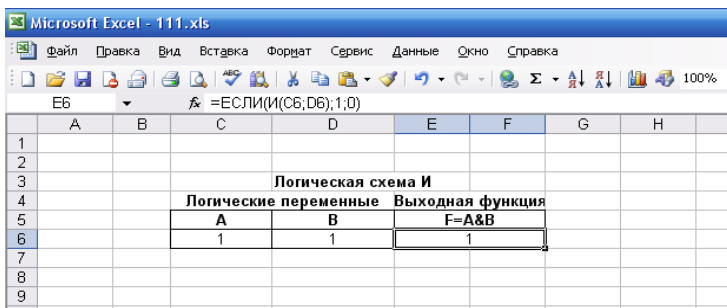 Microsoft Excel - 111.xls
Файл Правка Вид Вставка Формат Сервис Данные Окно Справка
100%
E6 fx =ЕСЛИ(И(C6;D6);1;0)
A B C D E F G H
1
2
3 Логическая схема И
4 Логические переменные Выходная функция
5 A B F=A&B
6 1 1 1
7
8
9